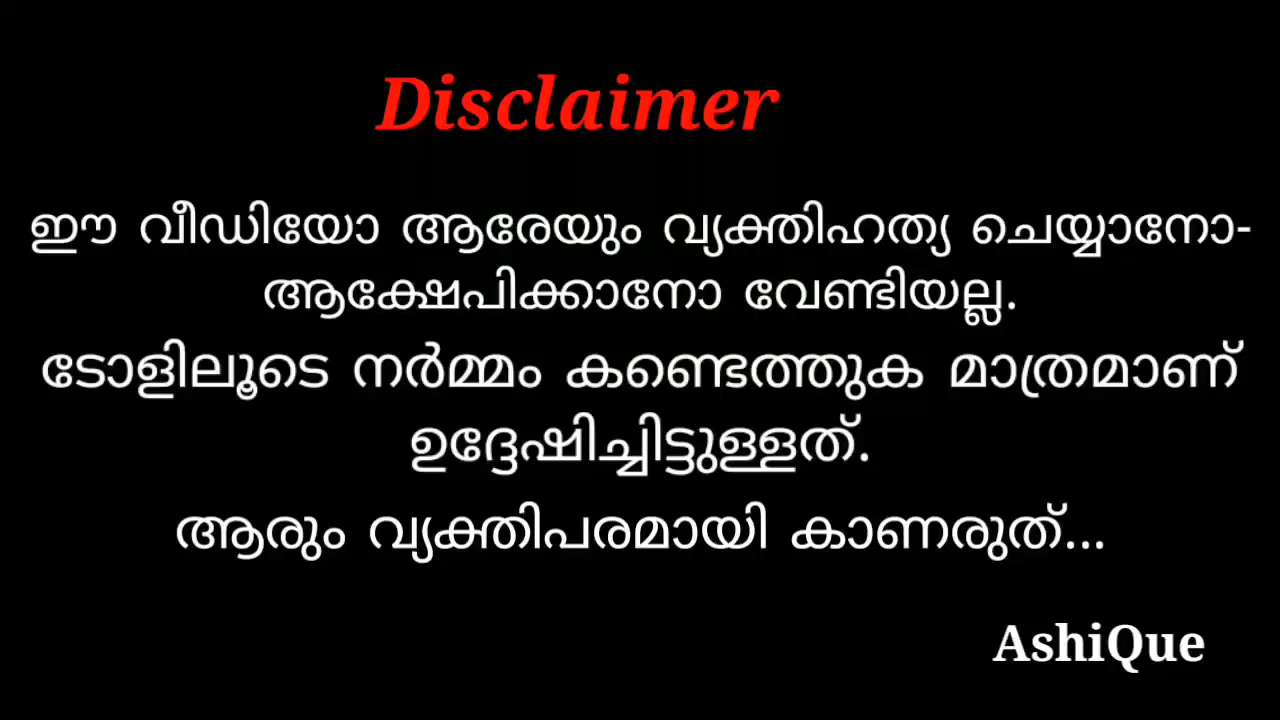 Disclaimer
ഈ വീഡിയോ ആരേയും വ്യക്തിഹത്യ ചെയ്യാനോ-
ആക്ഷേപിക്കാനോ വേണ്ടിയല്ല.
ടോളിലൂടെ നർമ്മം കണ്ടെത്തുക മാത്രമാണ്
ഉദ്ദേഷിച്ചിട്ടുള്ളത്.
ആരും വ്യക്തിപരമായി കാണരുത്...
AshiQue